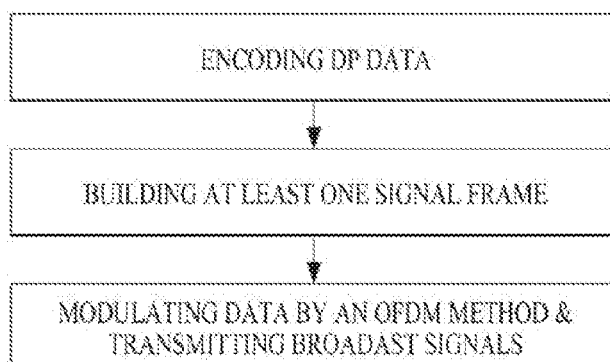 ENCODING DP DATA
BUILDING AT LEAST ONE SIGNAL FRAME
MODULATING DATA BY AN OFDM METHOD &
TRANSMITTING BROADAST SIGNALS